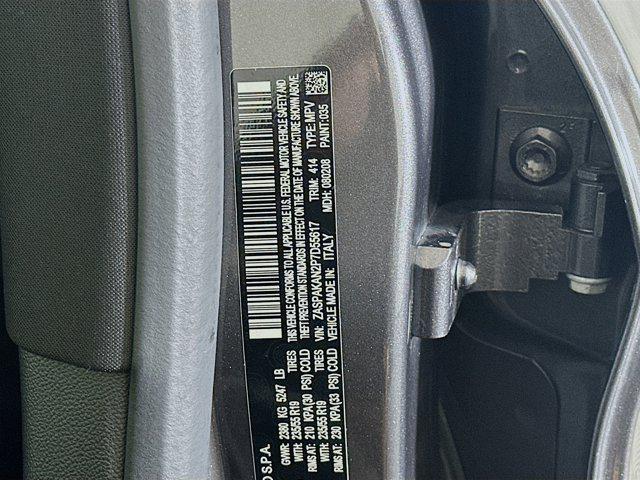 O S.P.A.
GVWR: 2380 KG 5247 LB
WITH: 235/55 R19 TIRES
RIMS AT: 210 KPA(30 PSI) COLD
WITH: 235/55 R19 TIRES
RIMS AT: 230 KPA(33 PSI) COLD
THIS VEHICLE CONFORMS TO ALL APPLICABLE U.S. FEDERAL MOTOR VEHICLE SAFETY AND
THEFT PREVENTION STANDARDS IN EFFECT ON THE DATE OF MANUFACTURE SHOWN ABOVE.
VIN: ZASPAKAN2P7D55617 TRIM: 414 TYPE: MPV
VEHICLE MADE IN: ITALY MDH: 080208 PAINT: 035